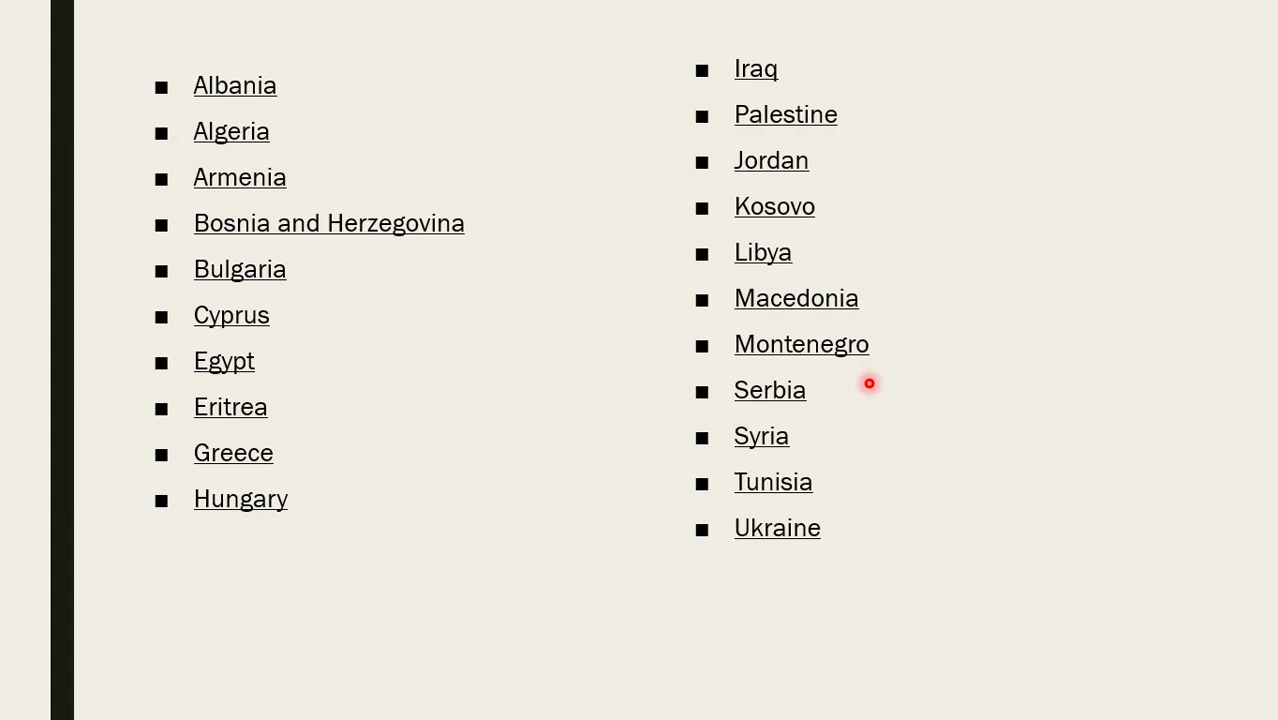 Albania
Algeria
Armenia
Bosnia and Herzegovina
Bulgaria
Cyprus
Egypt
Eritrea
Greece
Hungary
Iraq
Palestine
Jordan
Kosovo
Libya
Macedonia
Montenegro
Serbia
Syria
Tunisia
Ukraine